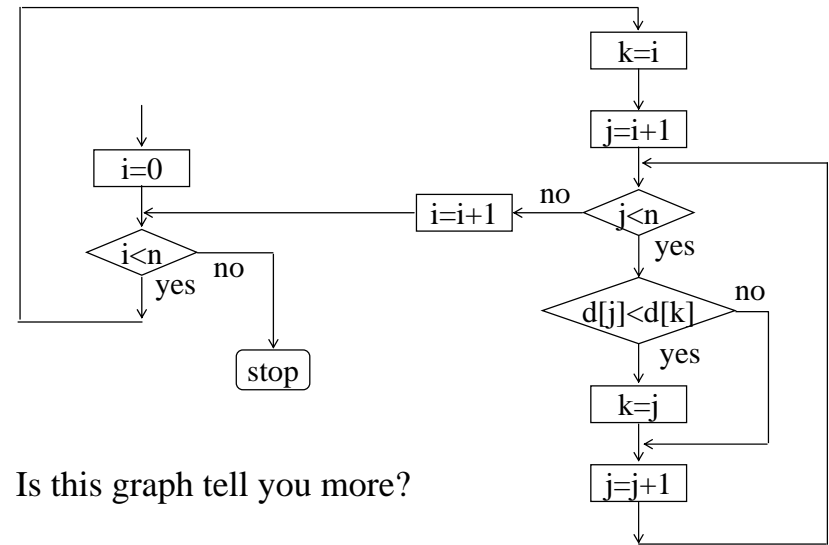 k=i
j=i+1
i=0
i<n
yes
no
stop
i=i+1
no
j<n
yes
d[j]<d[k]
no
yes
k=j
j=j+1
Is this graph tell you more?